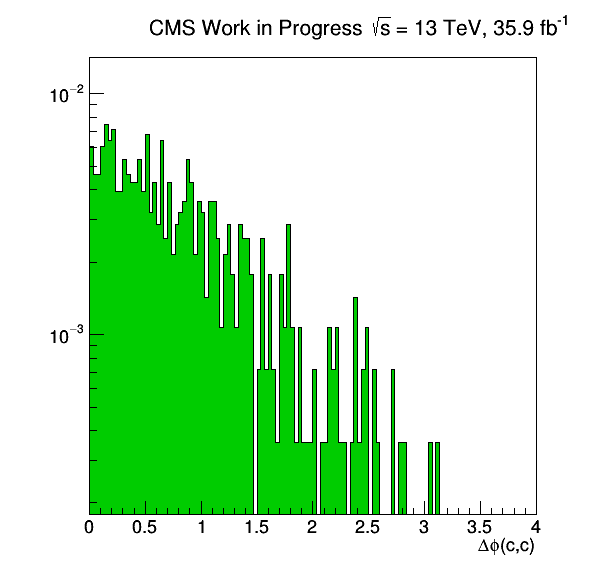 CMS Work in Progress √s = 13 TeV, 35.9 fb⁻¹
10⁻²
10⁻³
0 0.5 1 1.5 2 2.5 3 3.5 4
Δϕ(c,c)